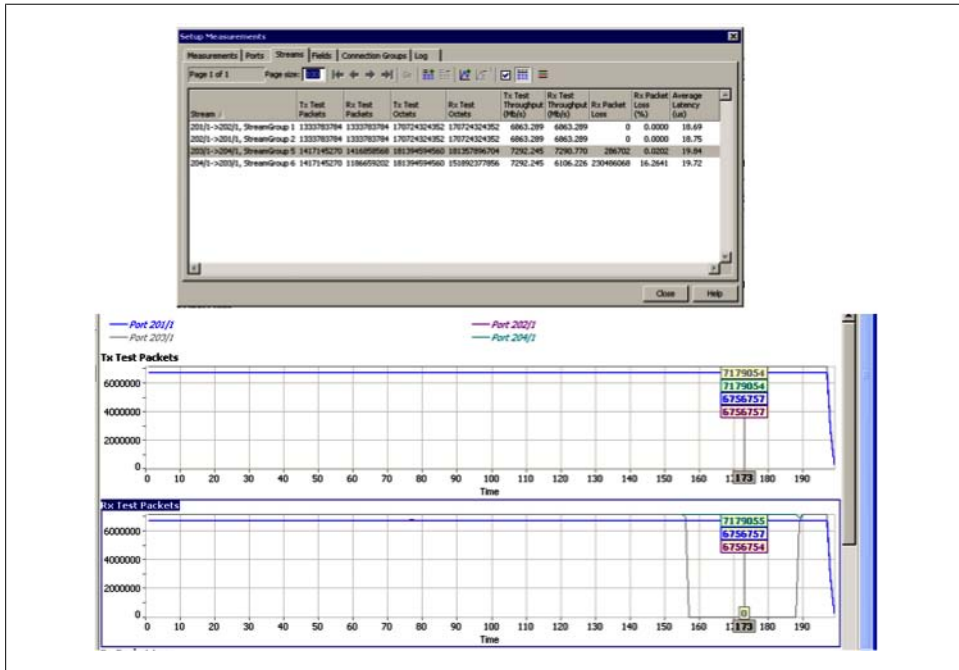 Setup Measurements
Measurements Ports Streams Fields Connection Groups Log
Page 1 of 1 Page size:
Stream / Tx Test Packets Rx Test Packets Tx Test Octets Rx Test Octets Tx Test Throughput (Mb/s) Rx Test Throughput (Mb/s) Rx Packet Loss Rx Packet Loss (%) Average Latency (us)
201/1->202/1, StreamGroup 1 1333783784 1333783784 170724324352 170724324352 6863.289 6863.289 0 0.0000 18.69
202/1->201/1, StreamGroup 2 1333783784 1333783784 170724324352 170724324352 6863.289 6863.289 0 0.0000 18.75
203/1->204/1, StreamGroup 5 1417145270 1416858568 181394594560 181357896704 7292.245 7290.770 286702 0.0202 19.84
204/1->203/1, StreamGroup 6 1417145270 1186659202 181394594560 151892377856 7292.245 6106.226 230486068 16.2641 19.72
Close Help
Port 201/1 Port 202/1
Port 203/1 Port 204/1
Tx Test Packets
7179054
6000000
7179054
6756757
4000000
6756757
2000000
0
0 10 20 30 40 50 60 70 80 90 100 110 120 130 140 150 160 173 180 190
Time
Rx Test Packets
7179055
6000000
6756757
6756754
4000000
2000000
0
0
0 10 20 30 40 50 60 70 80 90 100 110 120 130 140 150 160 173 180 190
Time